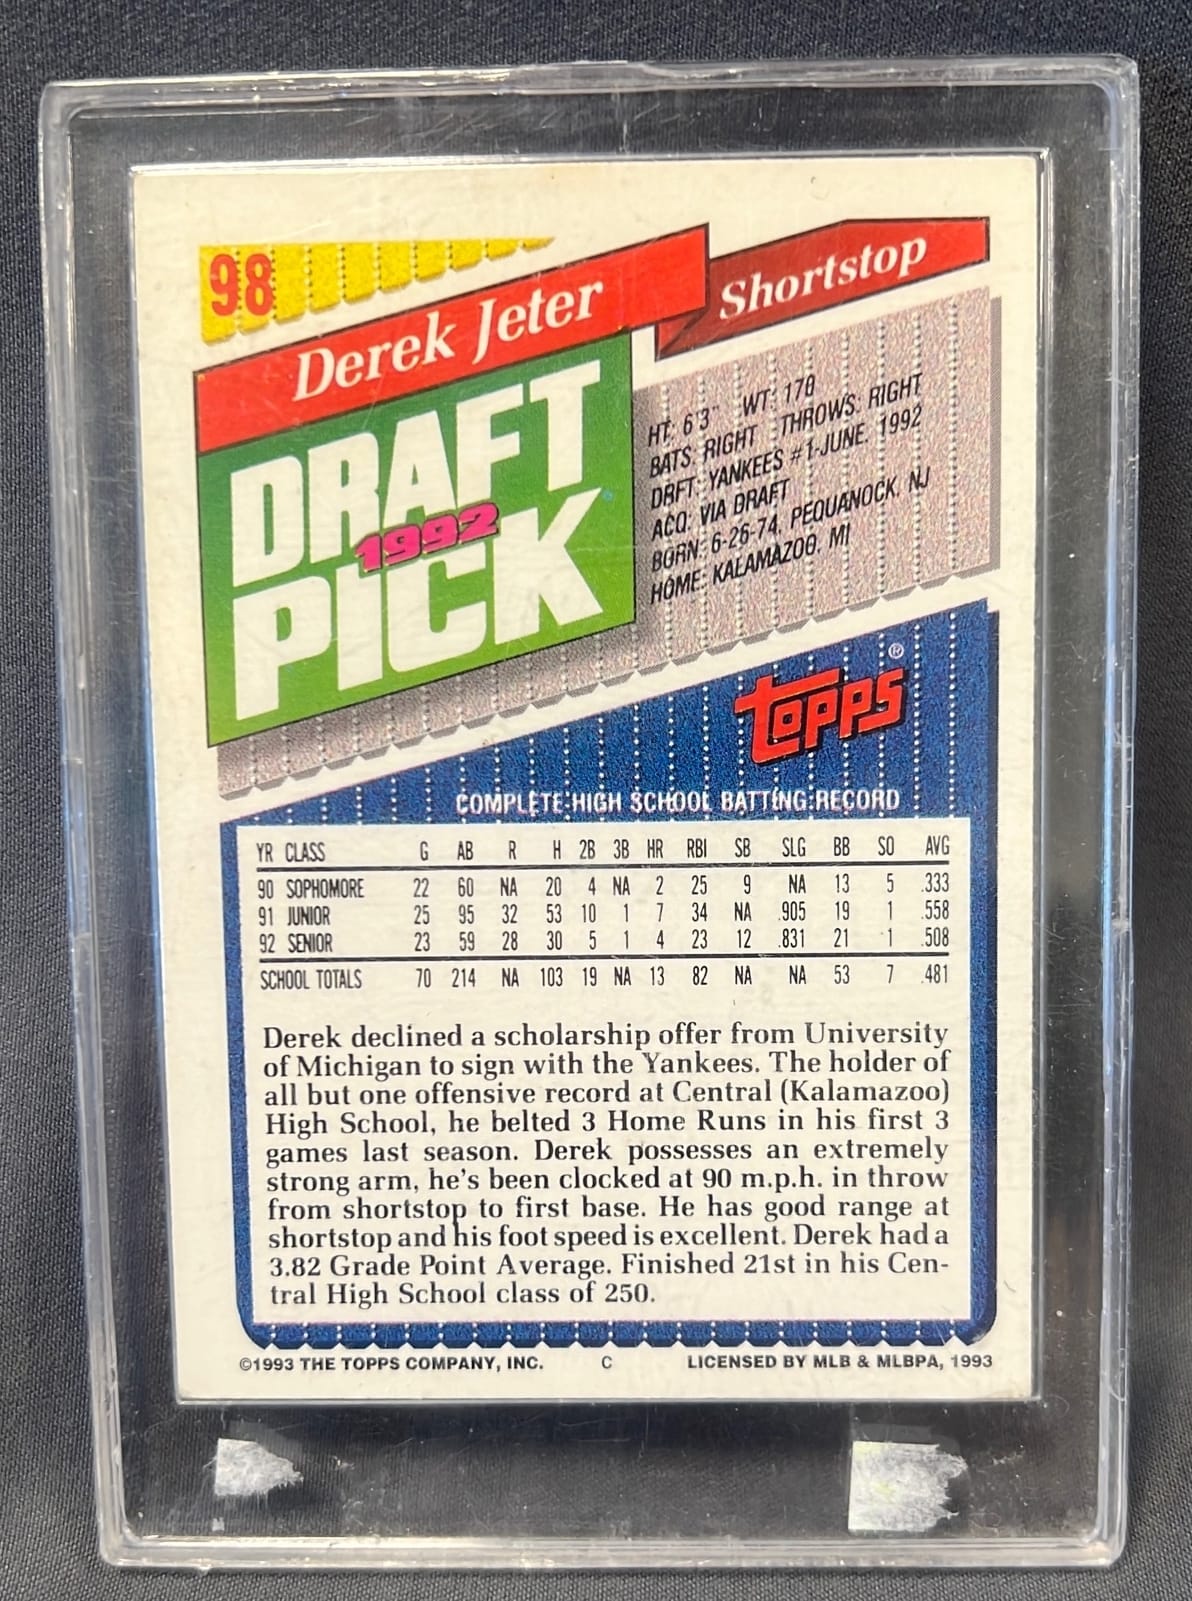 98
Derek Jeter
Shortstop
DRAFT
1992
PICK
HT: 6'3" WT: 170
BATS: RIGHT THROWS: RIGHT
DRFT: YANKEES #1-JUNE, 1992
ACQ: VIA DRAFT
BORN: 6-26-74, PEQUANOCK, NJ
HOME: KALAMAZOO, MI
TOPPS®
COMPLETE HIGH SCHOOL BATTING RECORD
YR CLASS G AB R H 2B 3B HR RBI SB SLG BB SO AVG
90 SOPHOMORE 22 60 NA 20 4 NA 2 25 9 NA 13 5 .333
91 JUNIOR 25 95 32 53 10 1 7 34 NA .905 19 1 .558
92 SENIOR 23 59 28 30 5 1 4 23 12 .831 21 1 .508
SCHOOL TOTALS 70 214 NA 103 19 NA 13 82 NA NA 53 7 .481
Derek declined a scholarship offer from University
of Michigan to sign with the Yankees. The holder of
all but one offensive record at Central (Kalamazoo)
High School, he belted 3 Home Runs in his first 3
games last season. Derek possesses an extremely
strong arm, he's been clocked at 90 m.p.h. in throw
from shortstop to first base. He has good range at
shortstop and his foot speed is excellent. Derek had a
3.82 Grade Point Average. Finished 21st in his Cen-
tral High School class of 250.
©1993 THE TOPPS COMPANY, INC. C LICENSED BY MLB & MLBPA, 1993